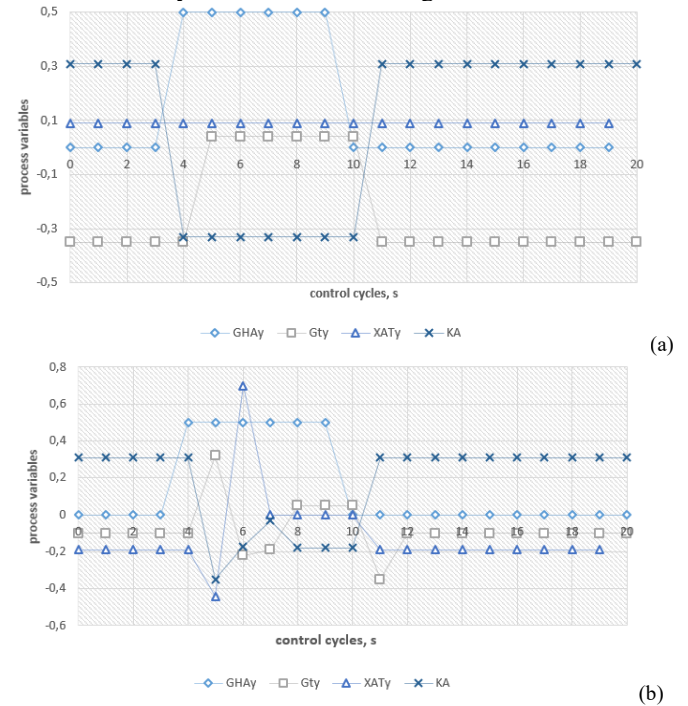 0,5
0,3
0,1
-0,1
-0,3
-0,5
process variables
0 2 4 6 8 10 12 14 16 18 20
control cycles, s
GHAy Gty XATy KA
(a)
0,8
0,6
0,4
0,2
0
-0,2
-0,4
-0,6
process variables
0 2 4 6 8 10 12 14 16 18 20
control cycles, s
GHAy Gty XATy KA
(b)